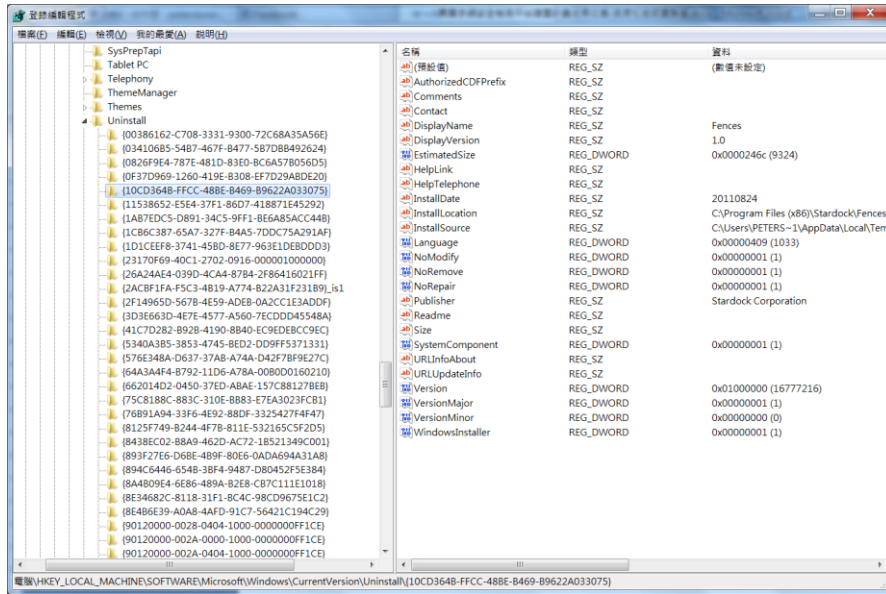 登錄編輯程式
檔案(F) 編輯(E) 檢視(V) 我的最愛(A) 說明(H)
SysPrepTapi
Tablet PC
Telephony
ThemeManager
Themes
Uninstall
{00386162-C708-3331-9300-72C68A35A56E}
{034106B5-54B7-467F-B477-5B7DBB492624}
{0826F9E4-787E-481D-83E0-BC6A57B056D5}
{0F37D969-1260-419E-B308-EF7D29ABDE20}
{10CD364B-FFCC-48BE-B469-B9622A033075}
{11538652-E5E4-37F1-86D7-418871E45292}
{1AB7EDC5-D891-34C5-9FF1-BE6A85ACC44B}
{1CB6C387-65A7-327F-B4A5-7DDC75A291AF}
{1D1CEEF8-3741-45BD-8E77-963E1DEBDDD3}
{23170F69-40C1-2702-0916-000001000000}
{26A24AE4-039D-4CA4-87B4-2F86416021FF}
{2ACBF1FA-F5C3-4B19-A774-B22A31F231B9}_is1
{2F14965D-567B-4E59-ADEB-0A2CC1E3ADDF}
{3D3E663D-4E7E-4577-A560-7ECDDD45548A}
{41C7D282-B92B-4190-8B40-EC9EDEBCC9EC}
{5340A3B5-3853-4745-BED2-DD9FF5371331}
{576E348A-D637-37AB-A74A-D42F7BF9E27C}
{64A3A4F4-B792-11D6-A78A-00B0D0160210}
{662014D2-0450-37ED-ABAE-157C88127BEB}
{75C8188C-883C-310E-BB83-E7EA3023FCB1}
{76B91A94-33F6-4E92-88DF-3325427F4F47}
{8125F749-B244-4F7B-811E-532165C5F2D5}
{8438EC02-B8A9-462D-AC72-1B521349C001}
{893F27E6-D6BE-4B9F-80E6-0ADA694A31A8}
{894C6446-654B-3BF4-9487-D80452F5E384}
{8A4B09E4-6E86-489A-B2E8-CB7C111E1018}
{8E34682C-8118-31F1-BC4C-98CD9675E1C2}
{8E4B6E39-A0A8-4AFD-91C7-56421C194C29}
{90120000-0028-0404-1000-0000000FF1CE}
{90120000-002A-0000-1000-0000000FF1CE}
{90120000-002A-0404-1000-0000000FF1CE}
名稱 類型 資料
(預設值) REG_SZ (數值未設定)
AuthorizedCDFPrefix REG_SZ
Comments REG_SZ
Contact REG_SZ
DisplayName REG_SZ Fences
DisplayVersion REG_SZ 1.0
EstimatedSize REG_DWORD 0x0000246c (9324)
HelpLink REG_SZ
HelpTelephone REG_SZ
InstallDate REG_SZ 20110824
InstallLocation REG_SZ C:\Program Files (x86)\Stardock\Fences
InstallSource REG_SZ C:\Users\PETERS~1\AppData\Local\Tem
Language REG_DWORD 0x00000409 (1033)
NoModify REG_DWORD 0x00000001 (1)
NoRemove REG_DWORD 0x00000001 (1)
NoRepair REG_DWORD 0x00000001 (1)
Publisher REG_SZ Stardock Corporation
Readme REG_SZ
Size REG_SZ
SystemComponent REG_DWORD 0x00000001 (1)
URLInfoAbout REG_SZ
URLUpdateInfo REG_SZ
Version REG_DWORD 0x01000000 (16777216)
VersionMajor REG_DWORD 0x00000001 (1)
VersionMinor REG_DWORD 0x00000000 (0)
WindowsInstaller REG_DWORD 0x00000001 (1)
電腦\HKEY_LOCAL_MACHINE\SOFTWARE\Microsoft\Windows\CurrentVersion\Uninstall\{10CD364B-FFCC-48BE-B469-B9622A033075}